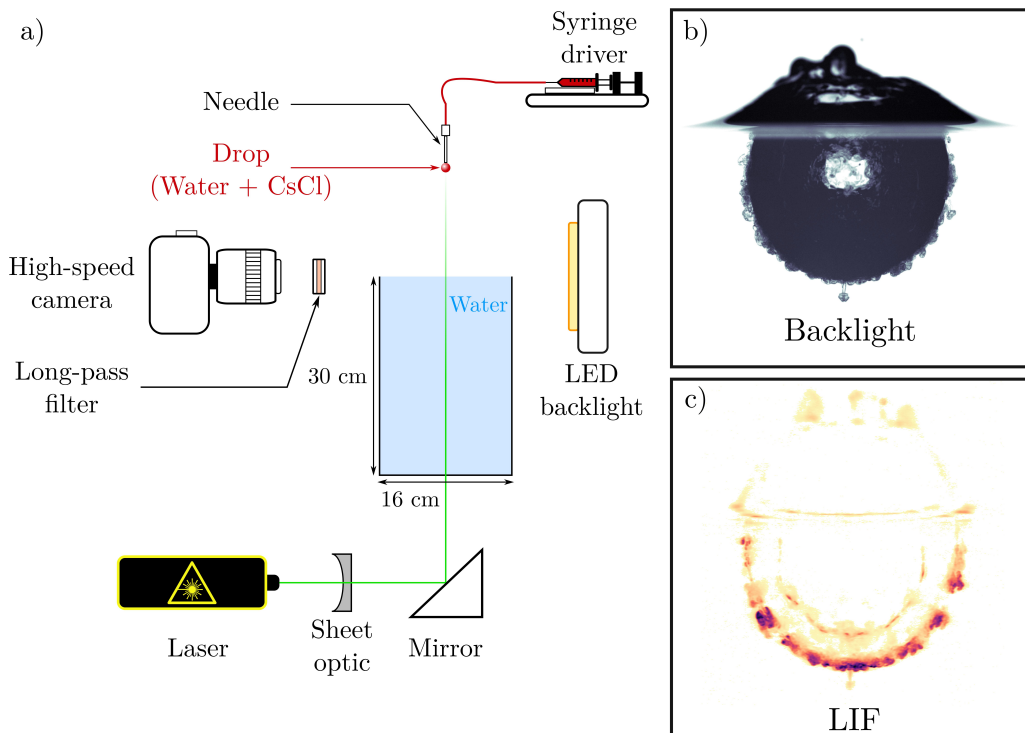 a)
Syringe
driver
Needle
Drop
(Water + CsCl)
High-speed
camera
Water
Long-pass
filter
30 cm
LED
backlight
16 cm
Laser
Sheet
optic
Mirror
b)
Backlight
c)
LIF